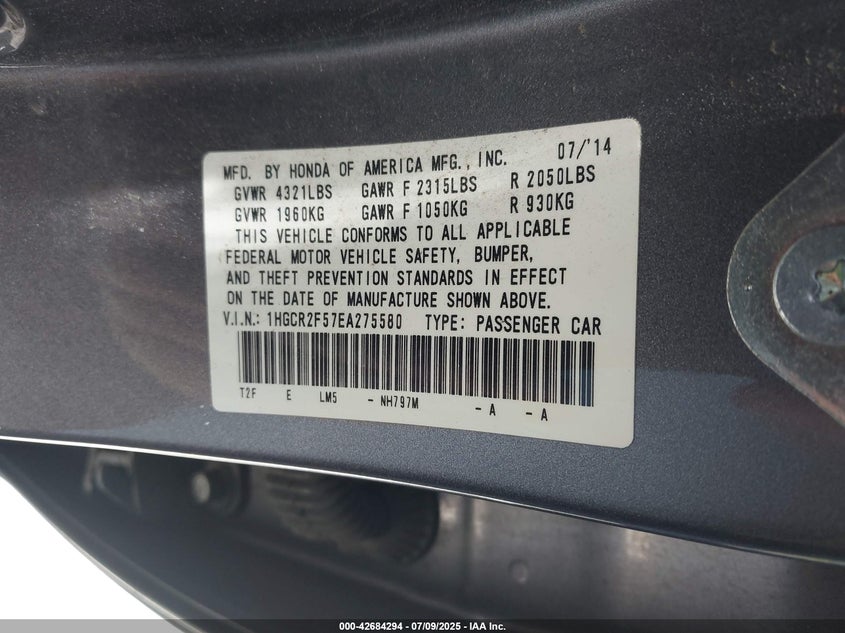 MFD. BY HONDA OF AMERICA MFG., INC. 07/'14
GVWR 4321LBS GAWR F 2315LBS R 2050LBS
GVWR 1960KG GAWR F 1050KG R 930KG
THIS VEHICLE CONFORMS TO ALL APPLICABLE
FEDERAL MOTOR VEHICLE SAFETY, BUMPER,
AND THEFT PREVENTION STANDARDS IN EFFECT
ON THE DATE OF MANUFACTURE SHOWN ABOVE.
V.I.N.: 1HGCR2F57EA275580 TYPE: PASSENGER CAR
T2F E LM5 - NH797M - A - A
000-42684294 - 07/09/2025 - IAA Inc.